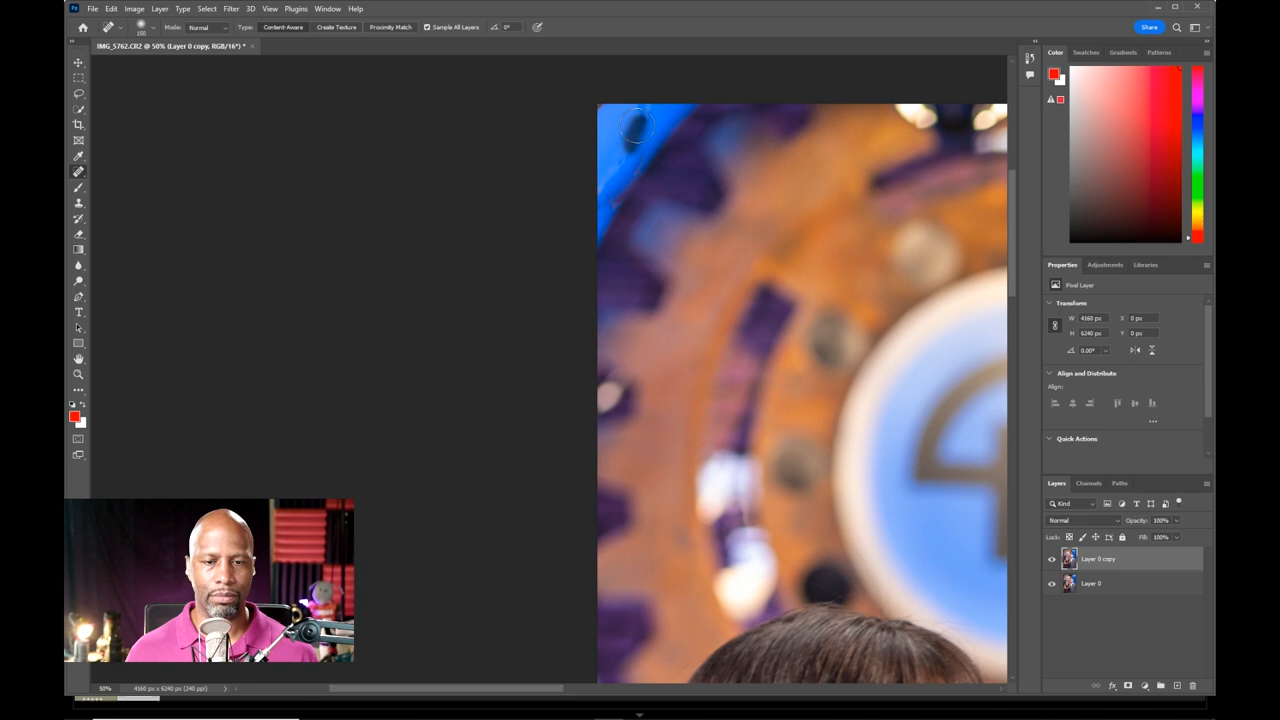 Ps File Edit Image Layer Type Select Filter 3D View Plugins Window Help
150 Mode: Normal Type: Content-Aware Create Texture Proximity Match Sample All Layers 0° Share
IMG_5762.CR2 @ 50% (Layer 0 copy, RGB/16*) * ×
Color Swatches Gradients Patterns
Properties Adjustments Libraries
Pixel Layer
Transform
W 4160 px X 0 px
H 6240 px Y 0 px
0.00°
Align and Distribute
Align:
Quick Actions
Layers Channels Paths
Kind
Normal Opacity: 100%
Lock: Fill: 100%
Layer 0 copy
Layer 0
50% 4160 px x 6240 px (240 ppi)